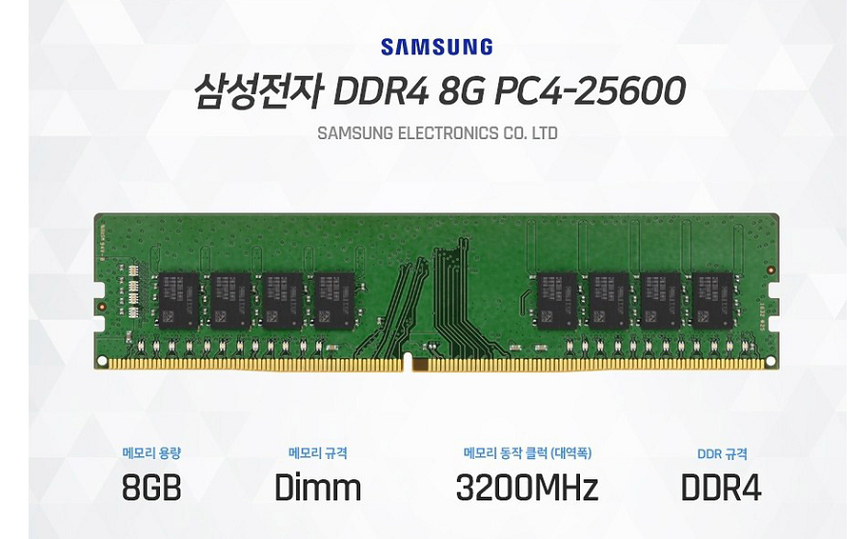 SAMSUNG
삼성전자 DDR4 8G PC4-25600
SAMSUNG ELECTRONICS CO. LTD
메모리 용량
8GB
메모리 규격
Dimm
메모리 동작 클럭 (대역폭)
3200MHz
DDR 규격
DDR4